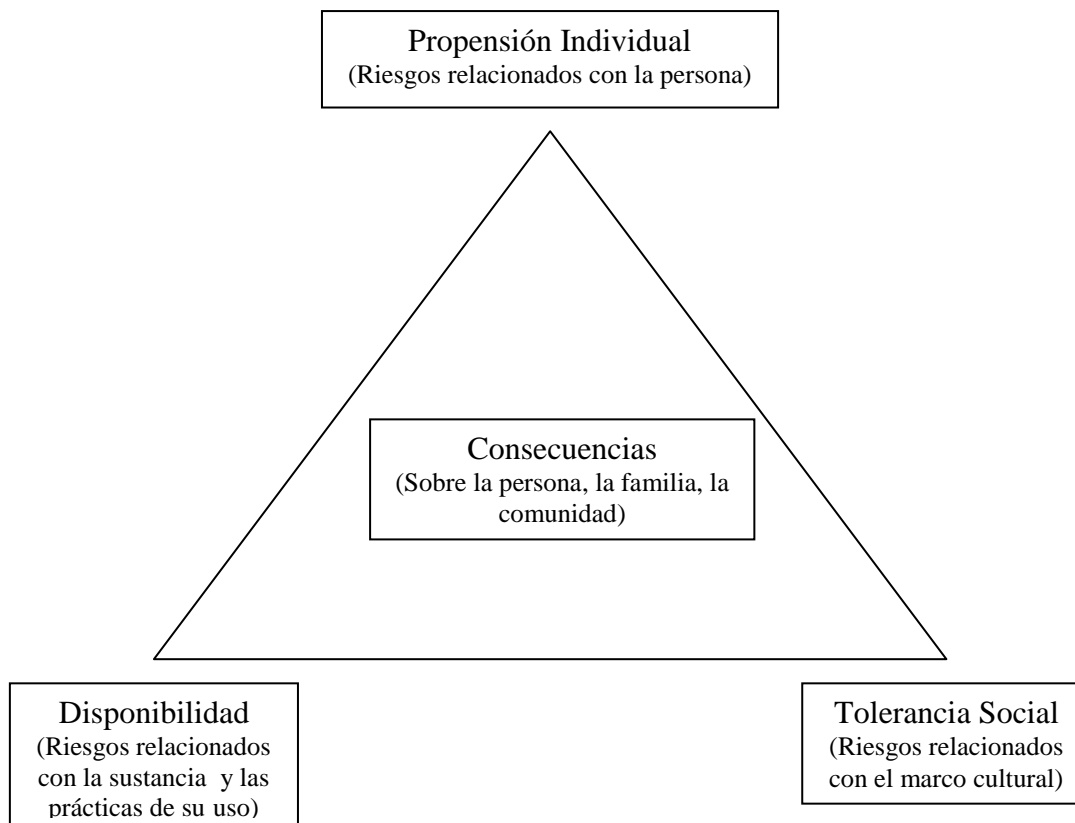 Propensión Individual
(Riesgos relacionados con la persona)
Consecuencias
(Sobre la persona, la familia, la
comunidad)
Disponibilidad
(Riesgos relacionados
con la sustancia y las
prácticas de su uso)
Tolerancia Social
(Riesgos relacionados
con el marco cultural)